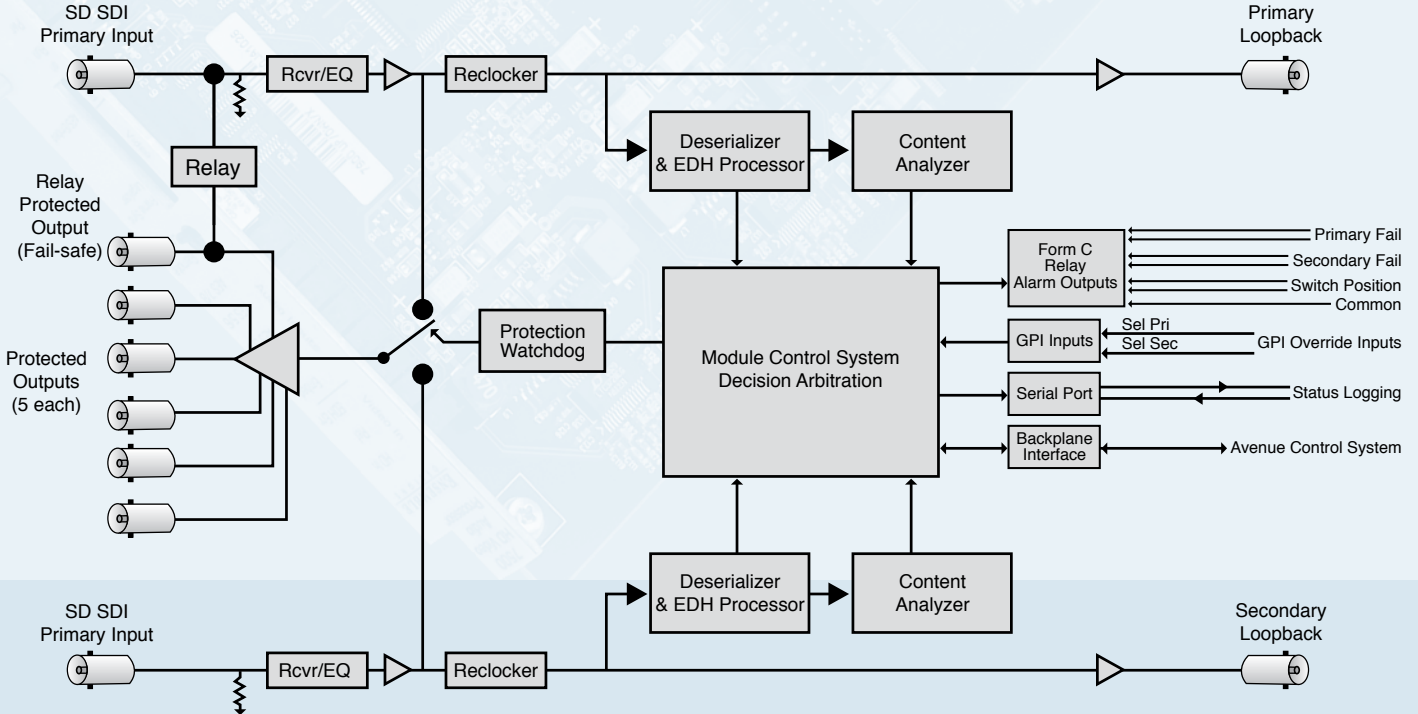 SD SDI
Primary Input
Primary
Loopback
Rcvr/EQ
Reclocker
Deserializer
& EDH Processor
Content
Analyzer
Relay
Relay
Protected
Output
(Fail-safe)
Form C
Relay
Alarm Outputs
Primary Fail
Secondary Fail
Switch Position
Common
Protection
Watchdog
Module Control System
Decision Arbitration
GPI Inputs
Sel Pri
Sel Sec
GPI Override Inputs
Protected
Outputs
(5 each)
Serial Port
Status Logging
Backplane
Interface
Avenue Control System
Deserializer
& EDH Processor
Content
Analyzer
SD SDI
Primary Input
Secondary
Loopback
Rcvr/EQ
Reclocker